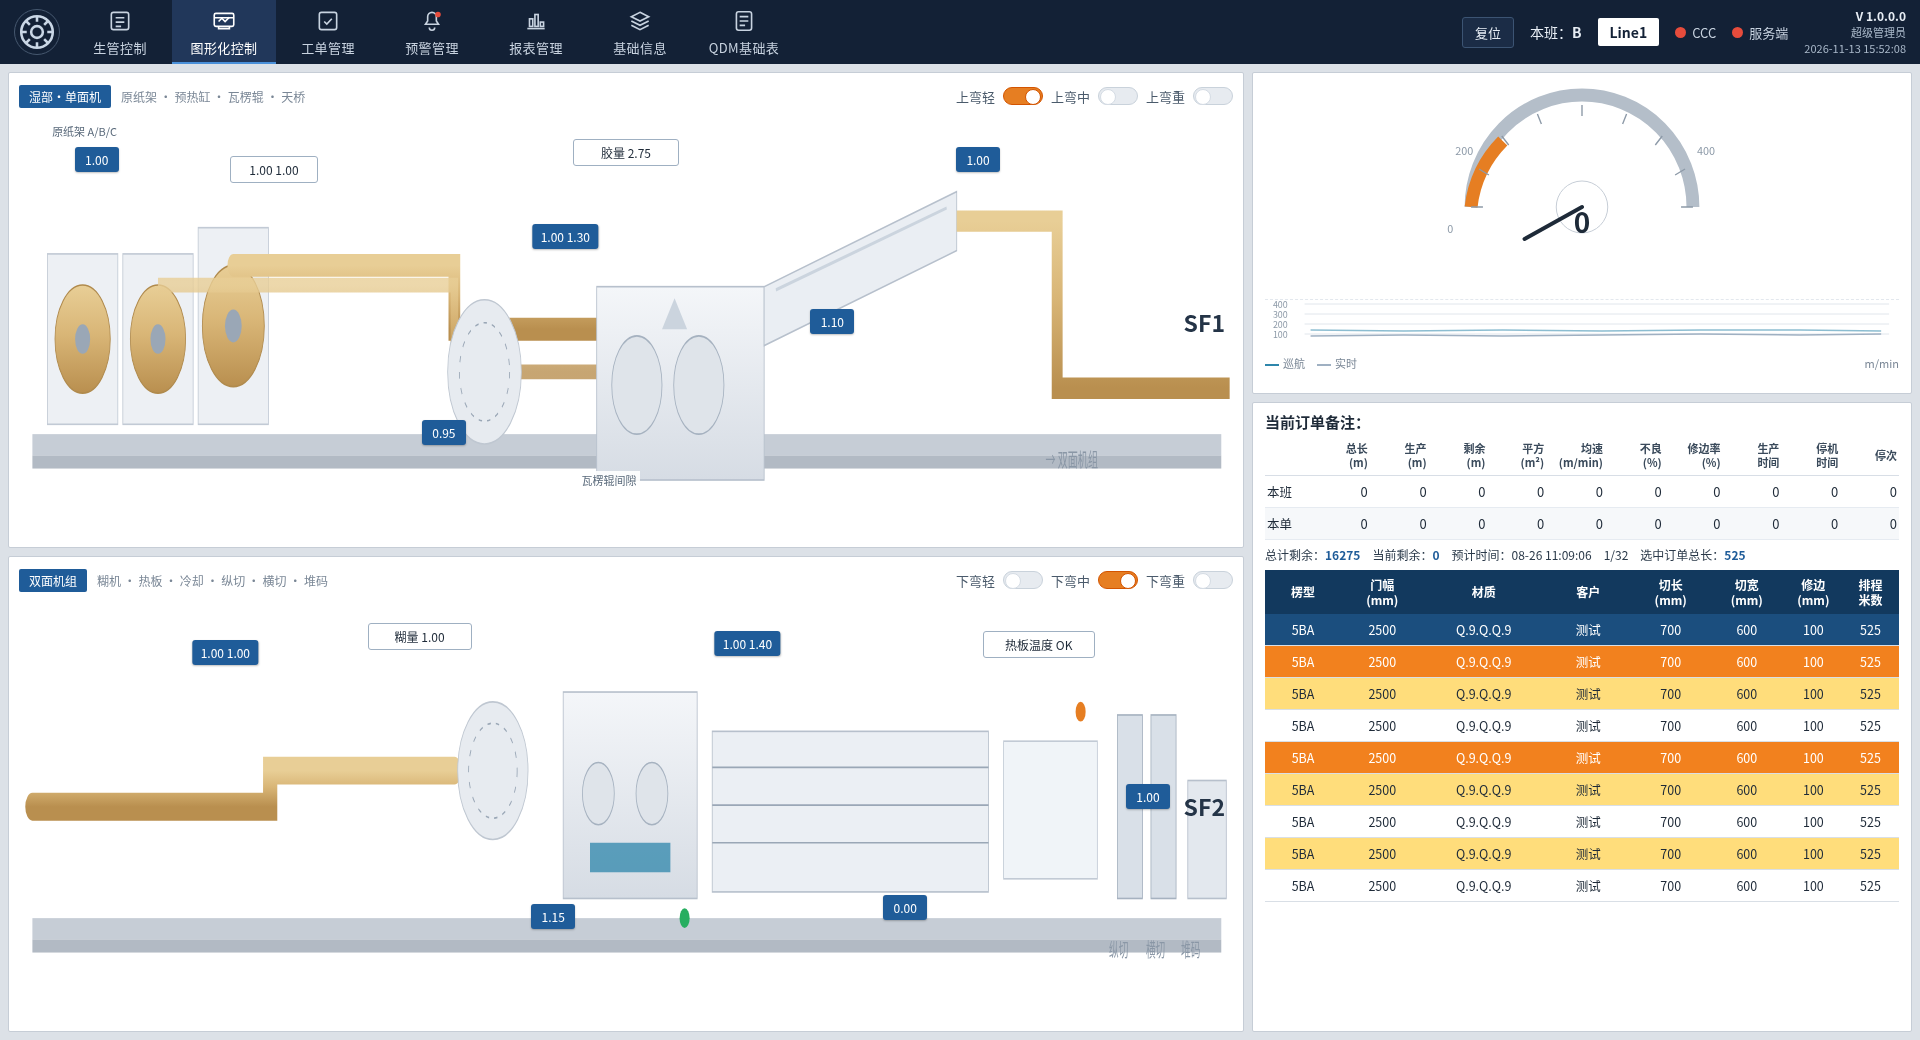 生管控制
图形化控制
工单管理
预警管理
报表管理
基础信息
QDM基础表
复位
本班：B
Line1
CCC
服务端
V 1.0.0.0
超级管理员
2026-11-13 15:52:08
湿部・单面机
原纸架 · 预热缸 · 瓦楞辊 · 天桥
上弯轻
上弯中
上弯重
原纸架 A/B/C
1.00
1.00 1.00
胶量 2.75
1.00
1.00 1.30
1.10
SF1
0.95
→双面机组
瓦楞辊间隙
双面机组
糊机 · 热板 · 冷却 · 纵切 · 横切 · 堆码
下弯轻
下弯中
下弯重
1.00 1.00
糊量 1.00
1.00 1.40
热板温度 OK
1.00
SF2
1.15
0.00
纵切 横切 堆码
200
400
0
0
400
300
200
100
巡航 实时
m/min
当前订单备注：
总长(m) 生产(m) 剩余(m) 平方(m²) 均速(m/min) 不良(%) 修边率(%) 生产时间 停机时间 停次
本班 0 0 0 0 0 0 0 0 0 0
本单 0 0 0 0 0 0 0 0 0 0
总计剩余：16275 当前剩余：0 预计时间：08-26 11:09:06 1/32 选中订单总长：525
楞型 门幅(mm) 材质 客户 切长(mm) 切宽(mm) 修边(mm) 排程米数
5BA 2500 Q.9.Q.Q.9 测试 700 600 100 525
5BA 2500 Q.9.Q.Q.9 测试 700 600 100 525
5BA 2500 Q.9.Q.Q.9 测试 700 600 100 525
5BA 2500 Q.9.Q.Q.9 测试 700 600 100 525
5BA 2500 Q.9.Q.Q.9 测试 700 600 100 525
5BA 2500 Q.9.Q.Q.9 测试 700 600 100 525
5BA 2500 Q.9.Q.Q.9 测试 700 600 100 525
5BA 2500 Q.9.Q.Q.9 测试 700 600 100 525
5BA 2500 Q.9.Q.Q.9 测试 700 600 100 525